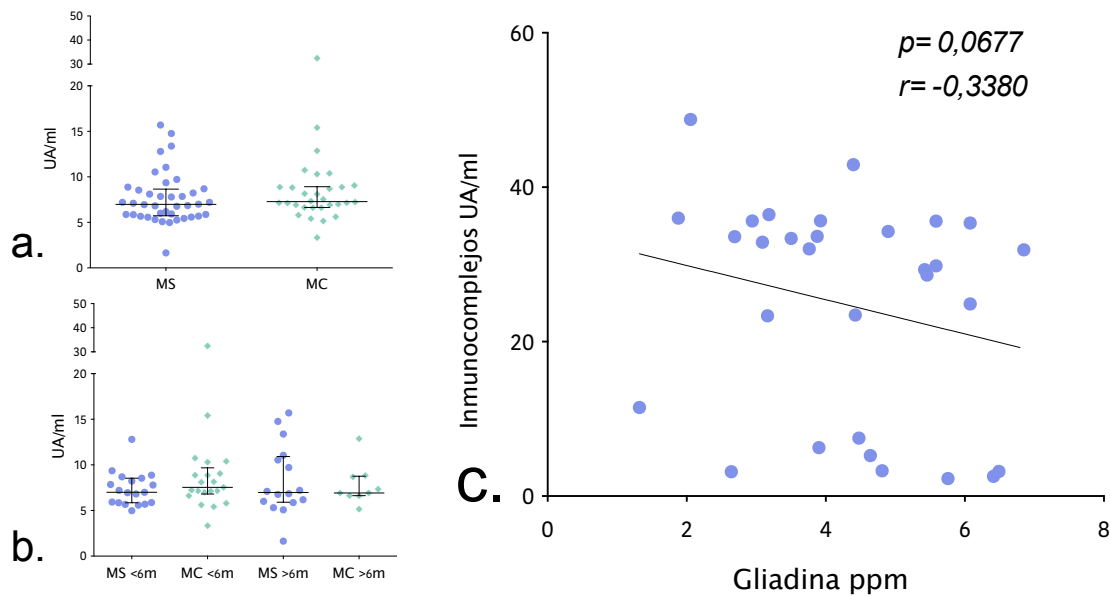 a.
UA/ml
50
40
30
20
15
10
5
0
MS MC
b.
UA/ml
50
40
30
20
15
10
5
0
MS <6m MC <6m MS >6m MC >6m
c.
p= 0,0677
r= -0,3380
Inmunocomplejos UA/ml
60
40
20
0
0 2 4 6 8
Gliadina ppm